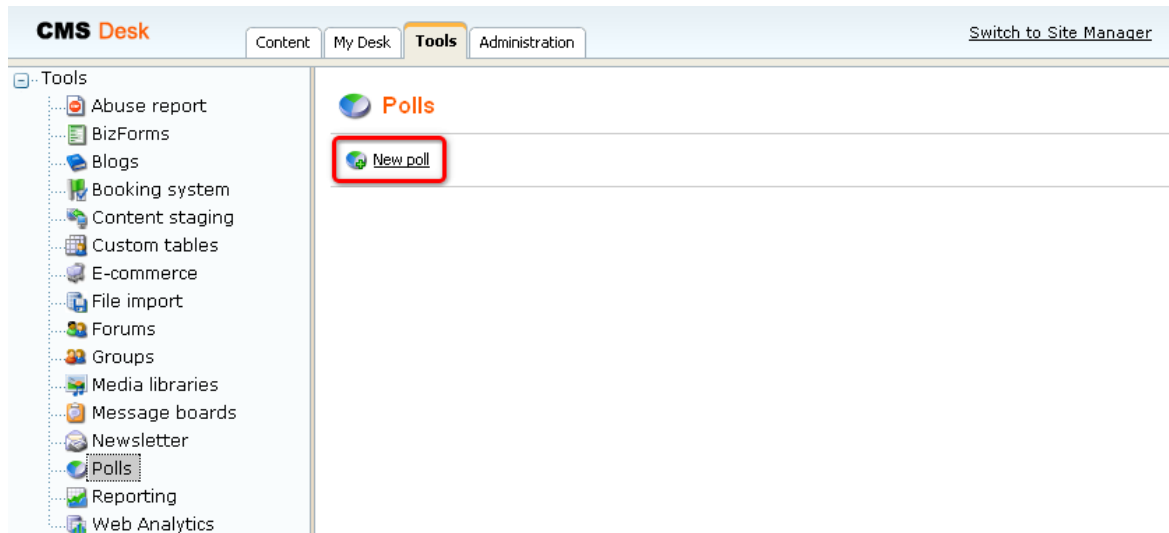 CMS Desk
Content
My Desk
Tools
Administration
Switch to Site Manager
Tools
Abuse report
BizForms
Blogs
Booking system
Content staging
Custom tables
E-commerce
File import
Forums
Groups
Media libraries
Message boards
Newsletter
Polls
Reporting
Web Analytics
Polls
New poll